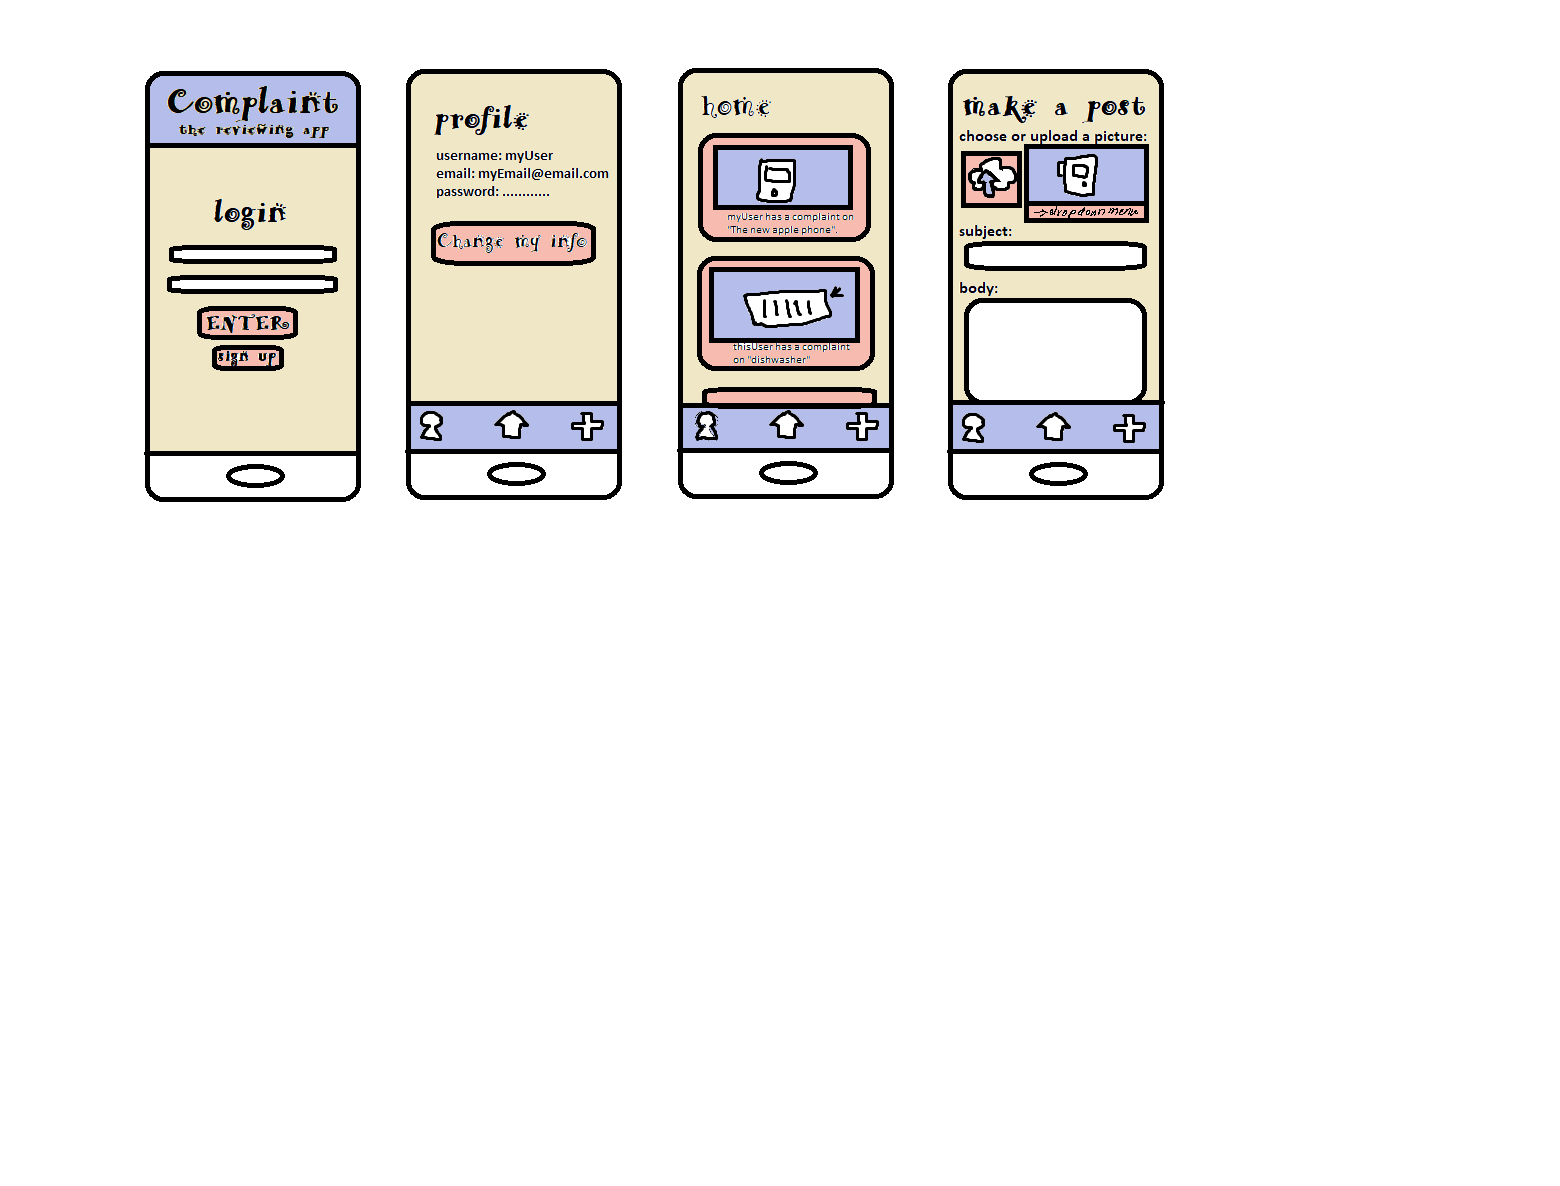 Complaint
the reviewing app
login
ENTER
sign up
profile
username: myUser
email: myEmail@email.com
password: ............
Change my info
home
myUser has a complaint on
"The new apple phone".
thisUser has a complaint
on "dishwasher"
make a post
choose or upload a picture:
dropdown menu
subject:
body: